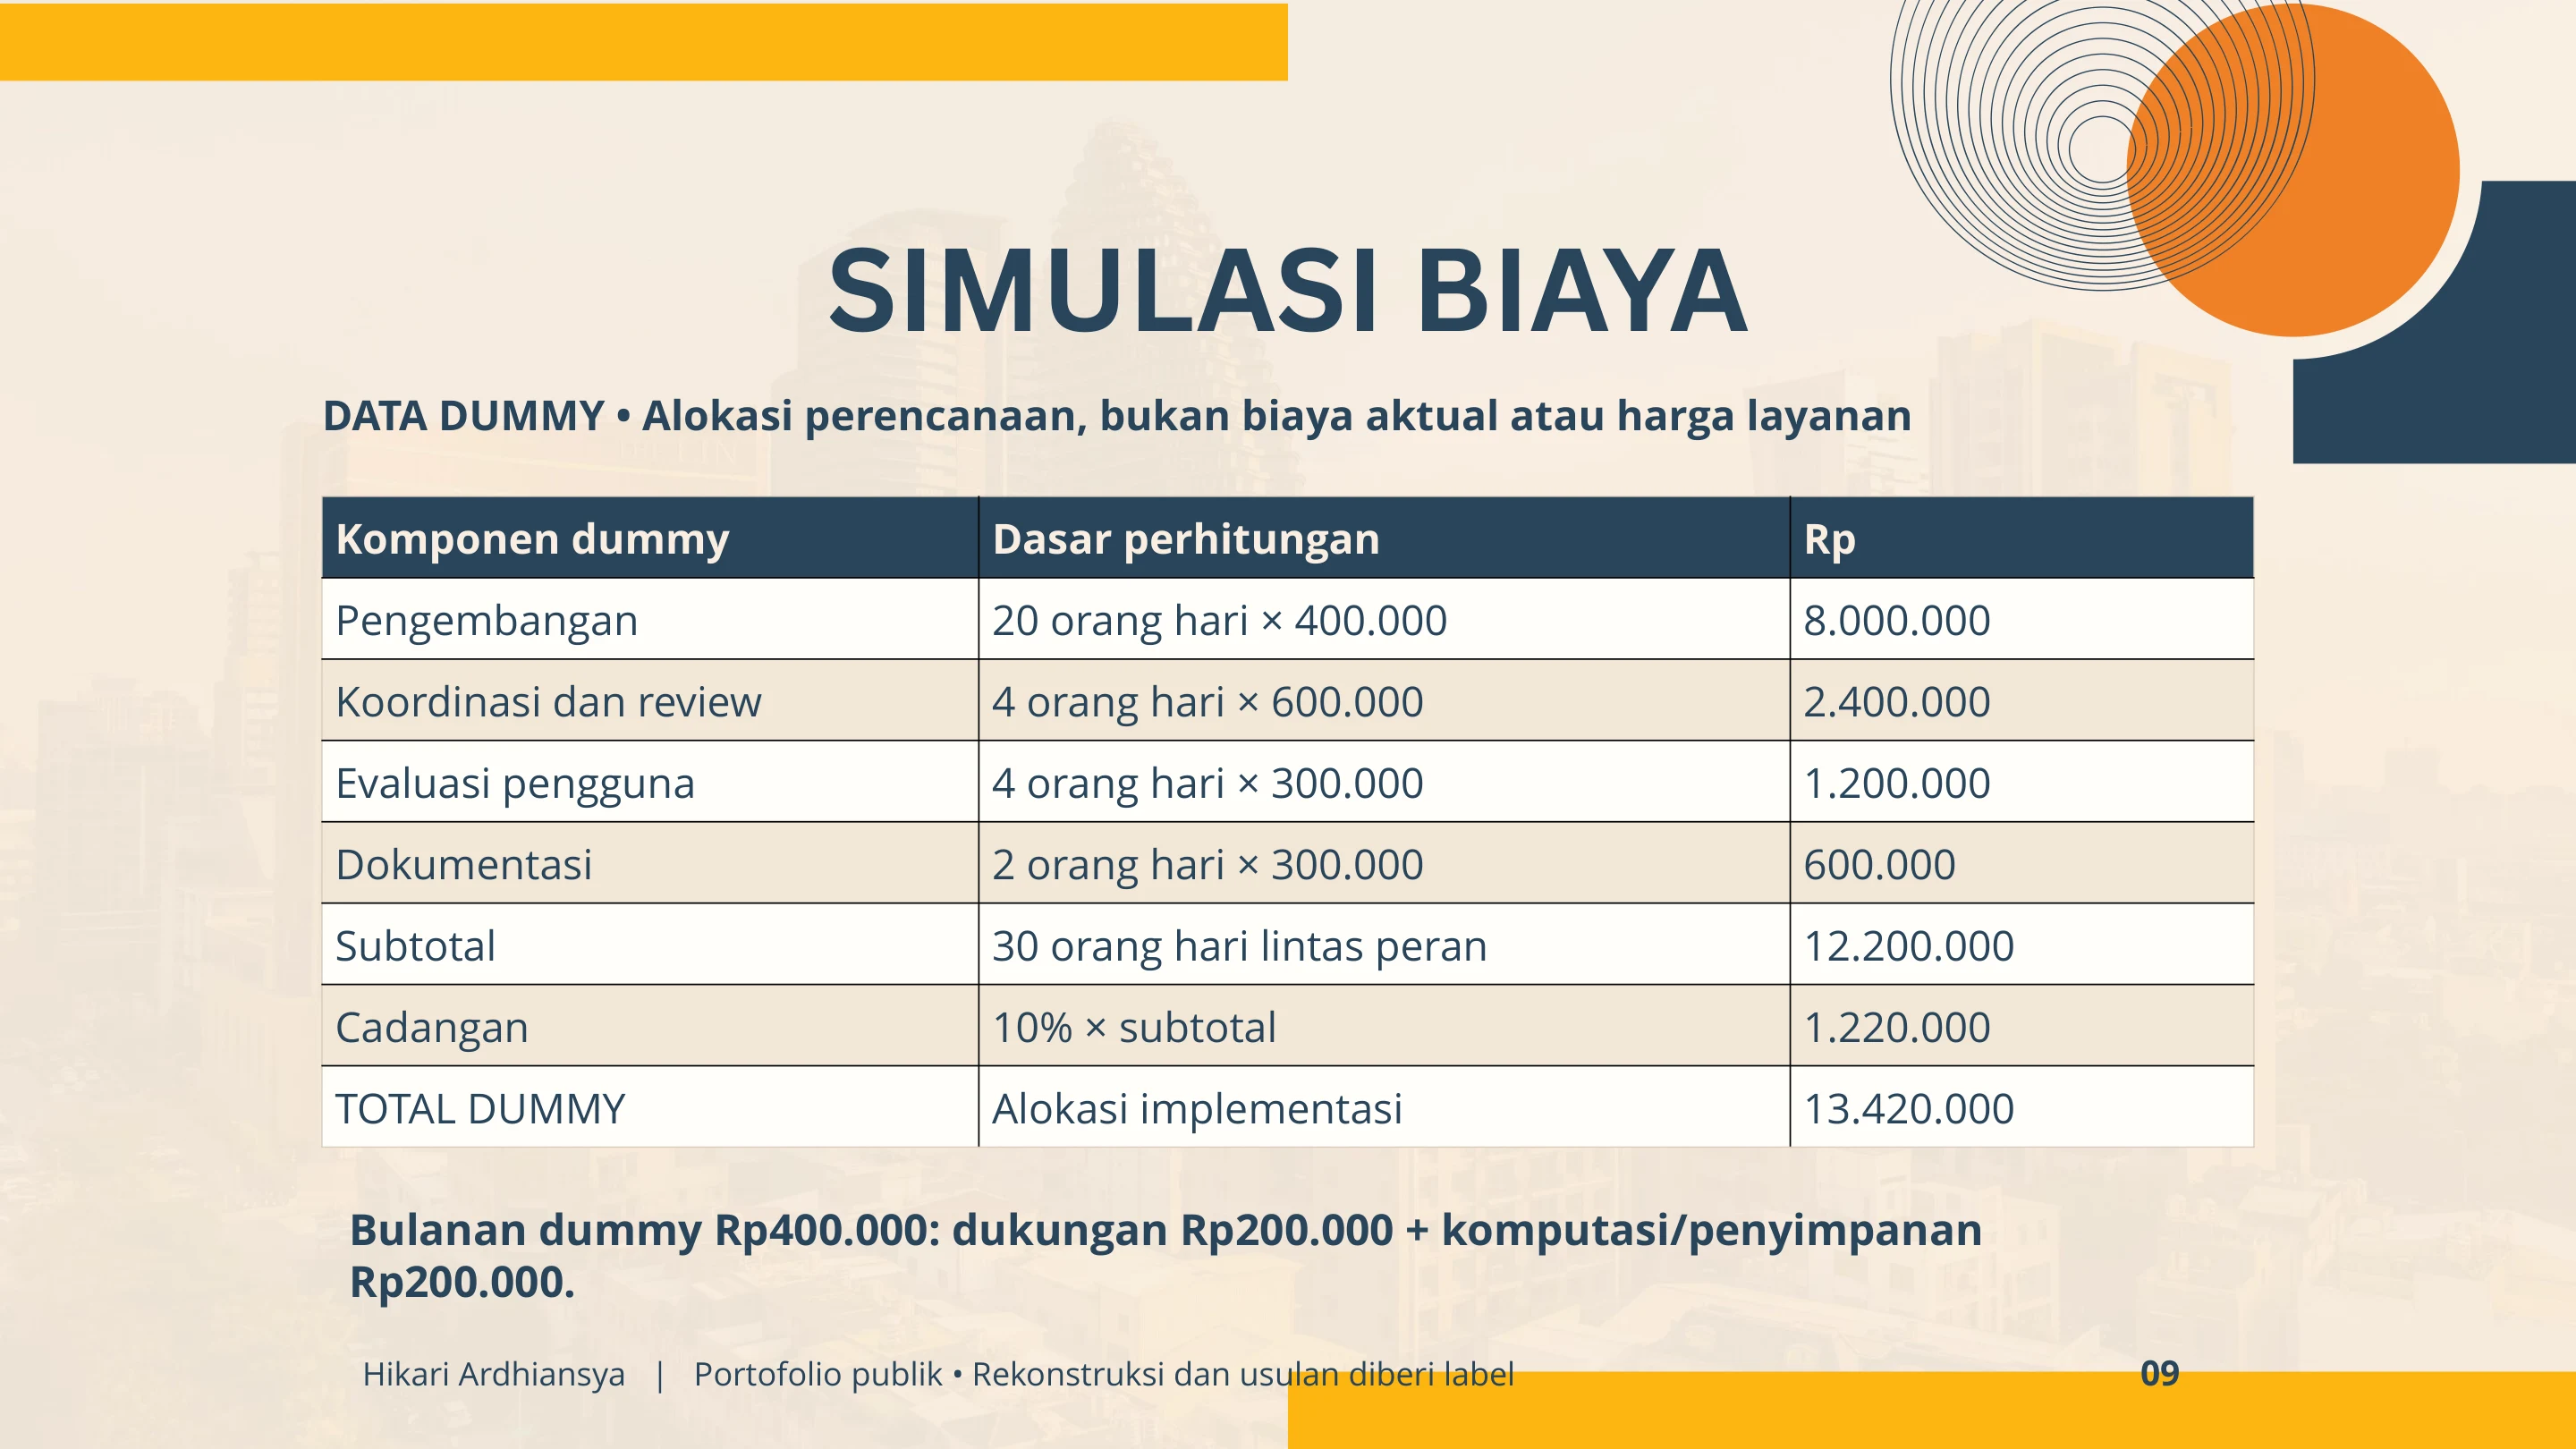 SIMULASI BIAYA
DATA DUMMY • Alokasi perencanaan, bukan biaya aktual atau harga layanan
Komponen dummy Dasar perhitungan Rp
Pengembangan 20 orang hari × 400.000 8.000.000
Koordinasi dan review 4 orang hari × 600.000 2.400.000
Evaluasi pengguna 4 orang hari × 300.000 1.200.000
Dokumentasi 2 orang hari × 300.000 600.000
Subtotal 30 orang hari lintas peran 12.200.000
Cadangan 10% × subtotal 1.220.000
TOTAL DUMMY Alokasi implementasi 13.420.000
Bulanan dummy Rp400.000: dukungan Rp200.000 + komputasi/penyimpanan
Rp200.000.
Hikari Ardhiansya | Portofolio publik • Rekonstruksi dan usulan diberi label 09